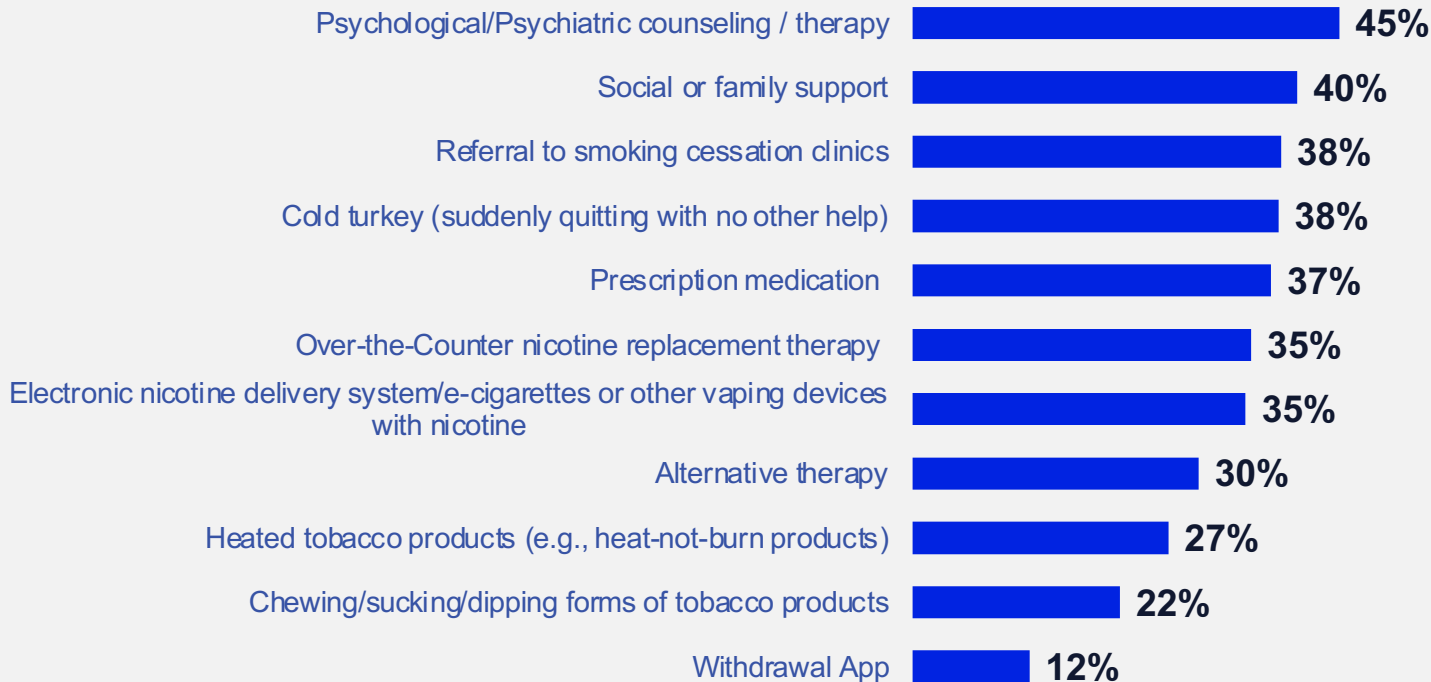 Psychological/Psychiatric counseling / therapy 45%
Social or family support 40%
Referral to smoking cessation clinics 38%
Cold turkey (suddenly quitting with no other help) 38%
Prescription medication 37%
Over-the-Counter nicotine replacement therapy 35%
Electronic nicotine delivery system/e-cigarettes or other vaping devices
with nicotine 35%
Alternative therapy 30%
Heated tobacco products (e.g., heat-not-burn products) 27%
Chewing/sucking/dipping forms of tobacco products 22%
Withdrawal App 12%